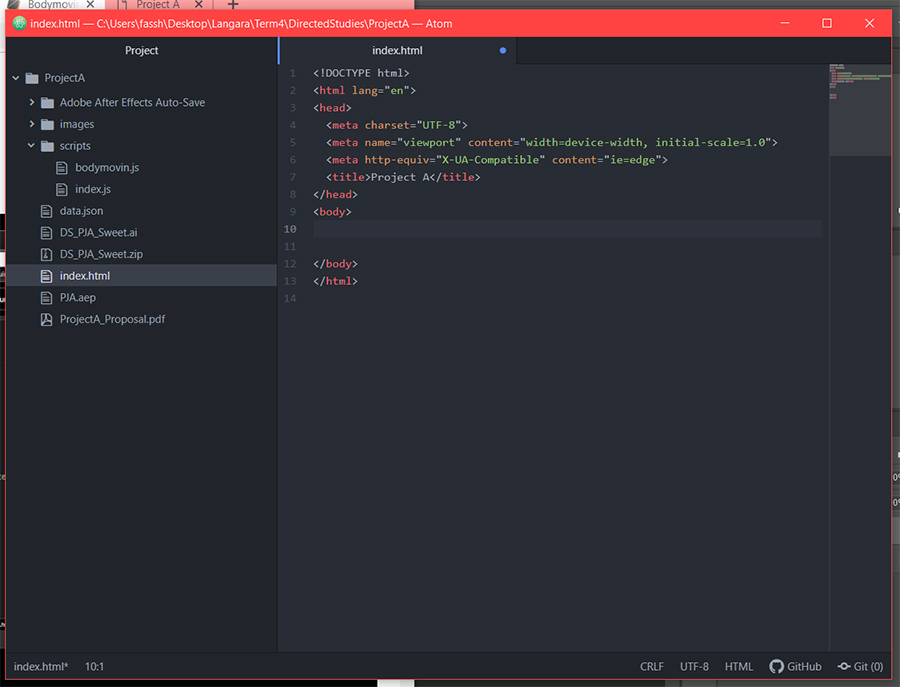 Bodymovi
Project A
index.html — C:\Users\fassh\Desktop\Langara\Term4\DirectedStudies\ProjectA — Atom
Project
ProjectA
Adobe After Effects Auto-Save
images
scripts
bodymovin.js
index.js
data.json
DS_PJA_Sweet.ai
DS_PJA_Sweet.zip
index.html
PJA.aep
ProjectA_Proposal.pdf
index.html
1 <!DOCTYPE html>
2 <html lang="en">
3 <head>
4 <meta charset="UTF-8">
5 <meta name="viewport" content="width=device-width, initial-scale=1.0">
6 <meta http-equiv="X-UA-Compatible" content="ie=edge">
7 <title>Project A</title>
8 </head>
9 <body>
10
11
12 </body>
13 </html>
14
index.html* 10:1 CRLF UTF-8 HTML GitHub Git (0)